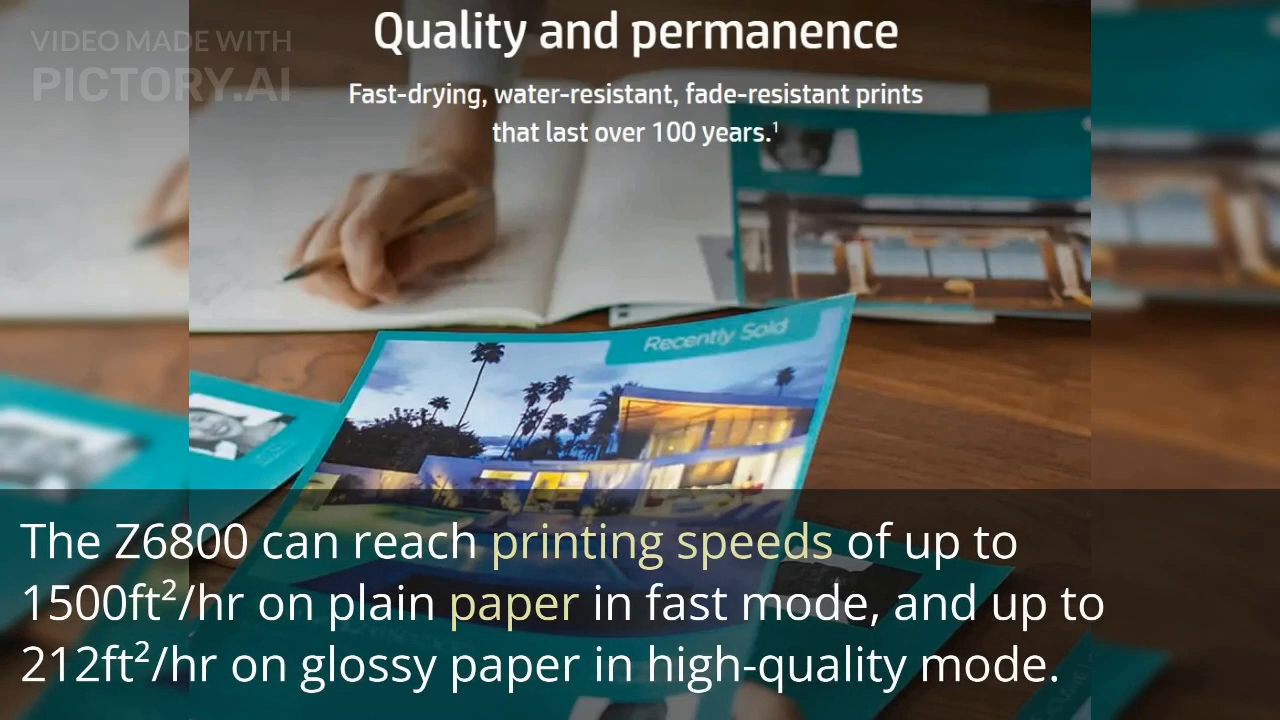 VIDEO MADE WITH
PICTORY.AI
Quality and permanence
Fast-drying, water-resistant, fade-resistant prints
that last over 100 years.¹
Recently Sold
The Z6800 can reach printing speeds of up to
1500ft²/hr on plain paper in fast mode, and up to
212ft²/hr on glossy paper in high-quality mode.